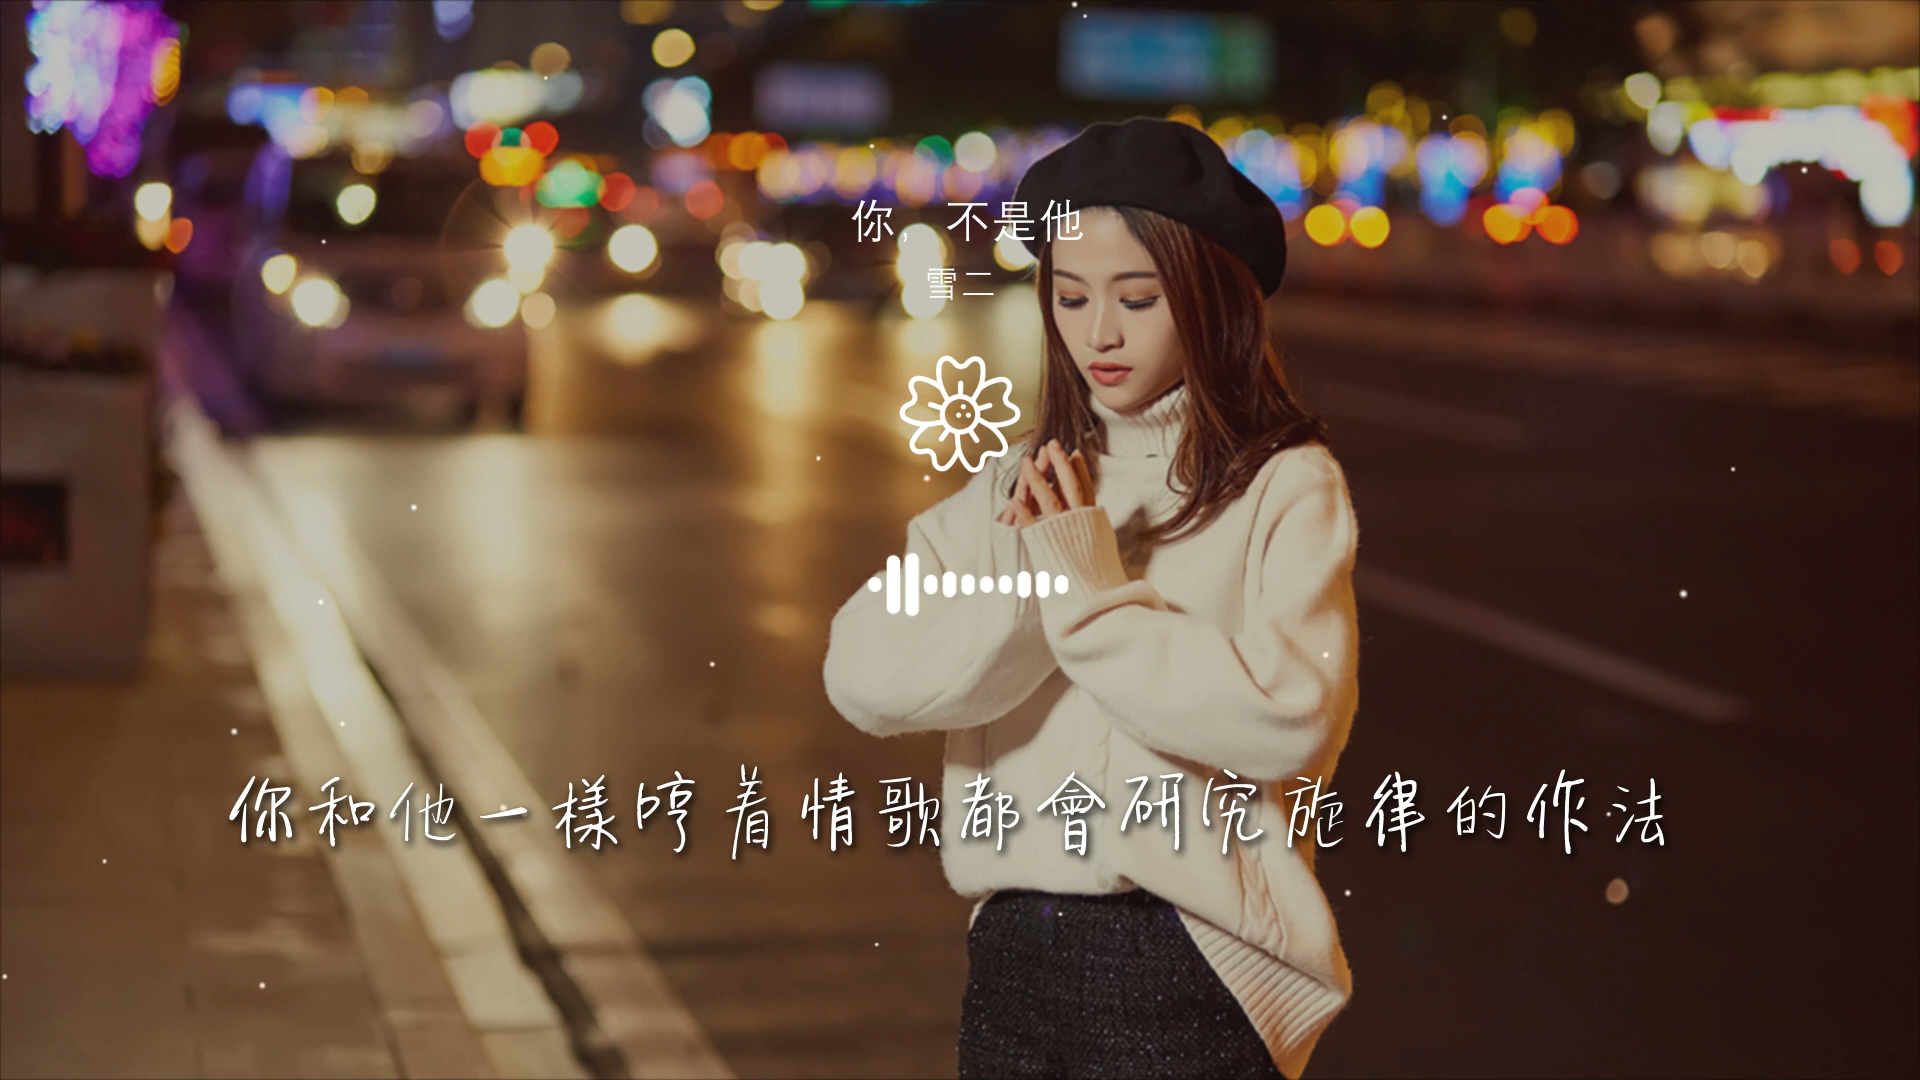 你，不是他
雪二
你和他一樣哼着情歌都會研究旋律的作法